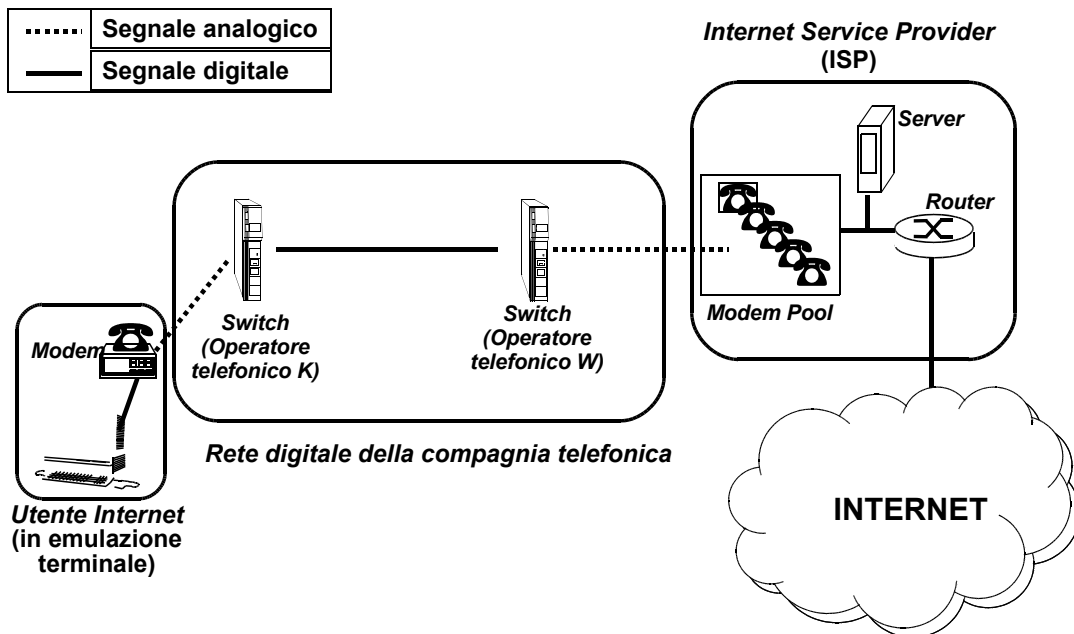 Segnale analogico
Segnale digitale
Internet Service Provider
(ISP)
Server
Router
Modem Pool
Switch
(Operatore
telefonico K)
Switch
(Operatore
telefonico W)
Modem
Rete digitale della compagnia telefonica
Utente Internet
(in emulazione
terminale)
INTERNET